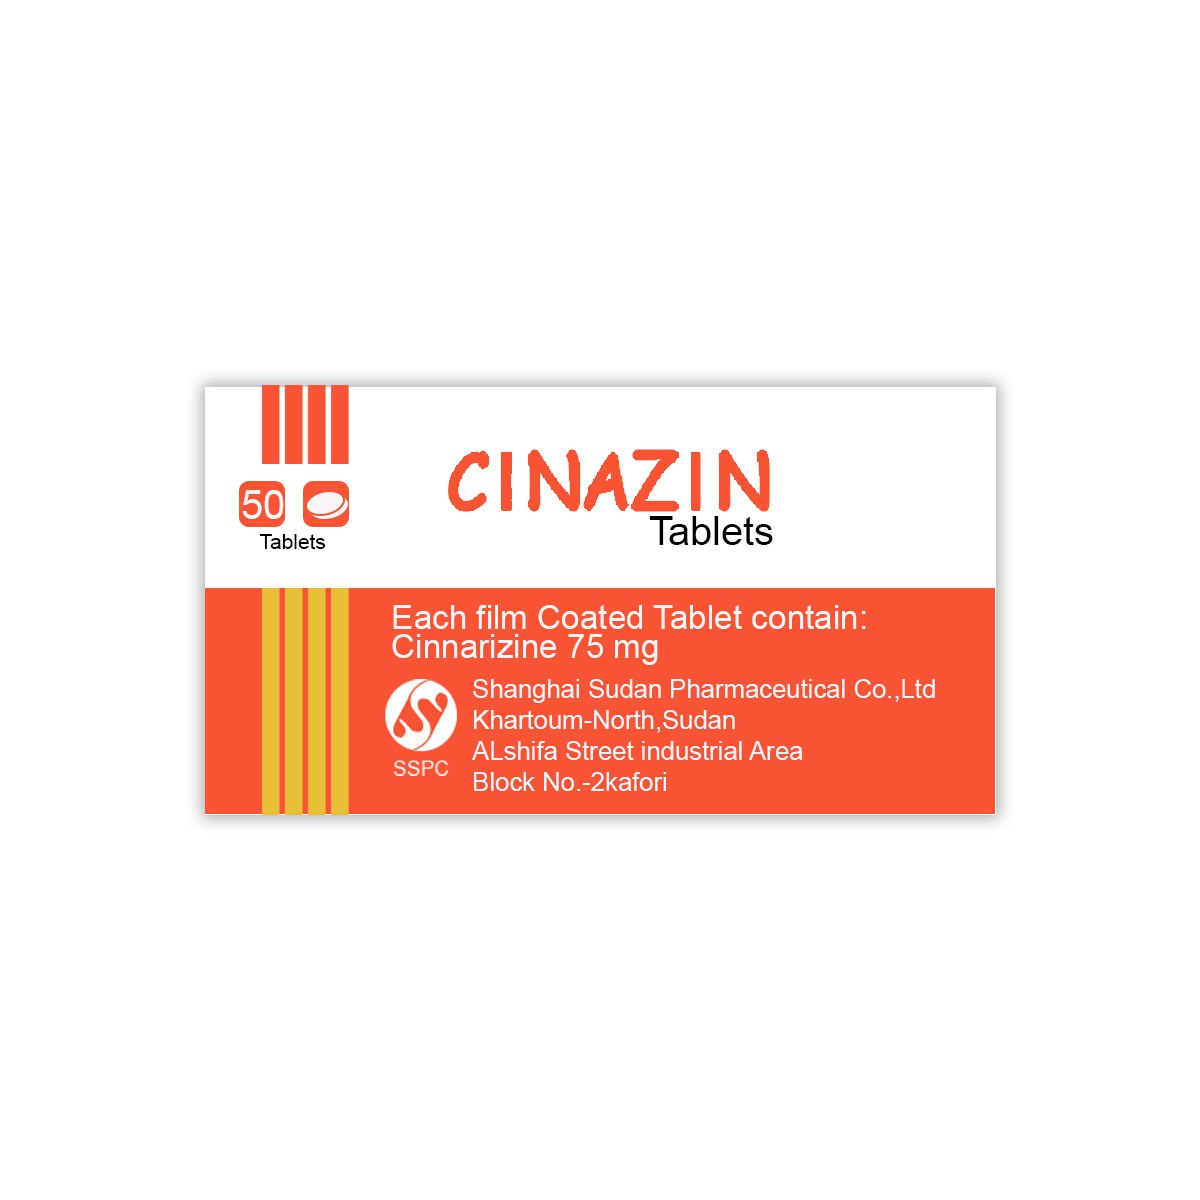 CINAZIN
Tablets
50
Tablets
Each film Coated Tablet contain:
Cinnarizine 75 mg
SSPC
Shanghai Sudan Pharmaceutical Co.,Ltd
Khartoum-North,Sudan
ALshifa Street industrial Area
Block No.-2kafori